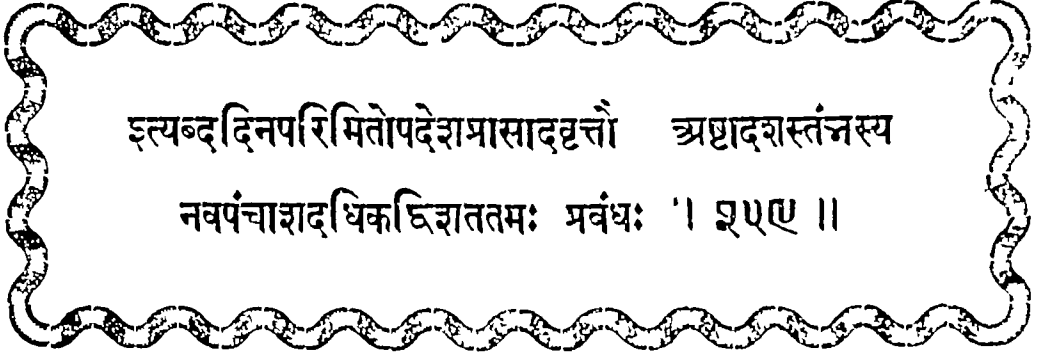 इत्यब्ददिनपरिमितोपदेशप्रासादवृत्तौ अष्टादशस्तंभस्य
नवपंचाशदधिकद्विशततमः प्रबंधः ॥ २५९ ॥